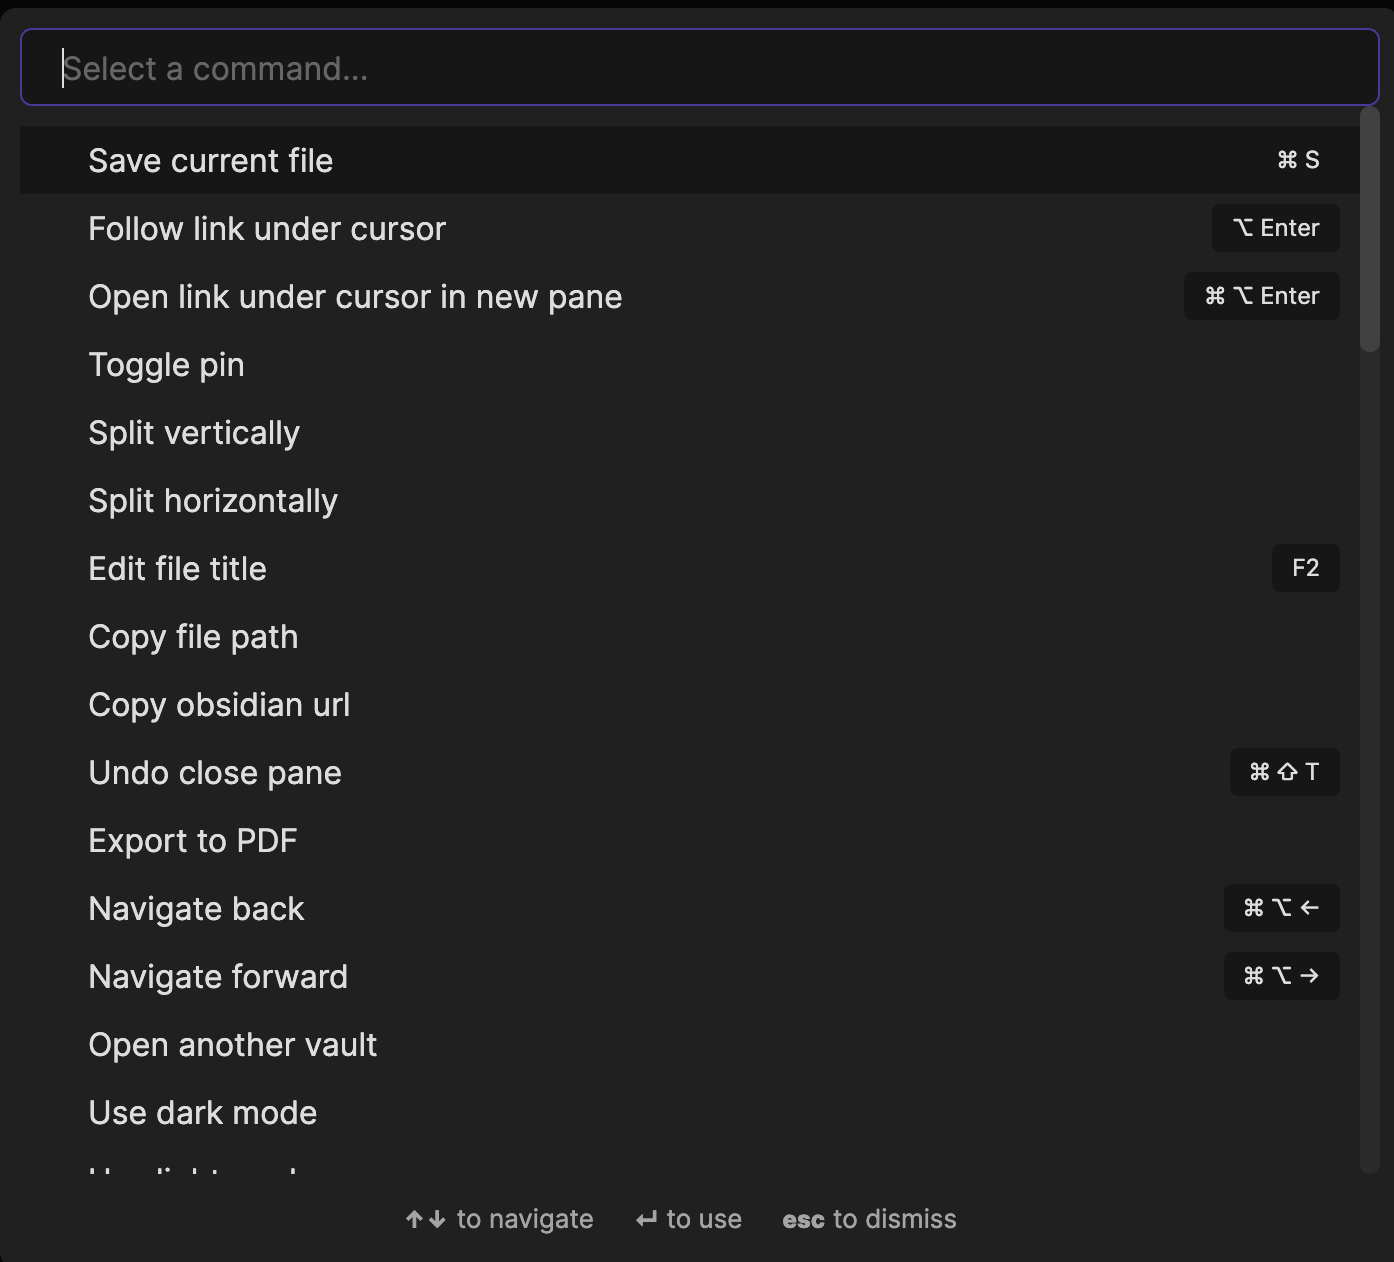 Select a command...
Save current file ⌘ S
Follow link under cursor ⌥ Enter
Open link under cursor in new pane ⌘ ⌥ Enter
Toggle pin
Split vertically
Split horizontally
Edit file title F2
Copy file path
Copy obsidian url
Undo close pane ⌘ ⇧ T
Export to PDF
Navigate back ⌘ ⌥ ←
Navigate forward ⌘ ⌥ →
Open another vault
Use dark mode
↑↓ to navigate ↵ to use esc to dismiss